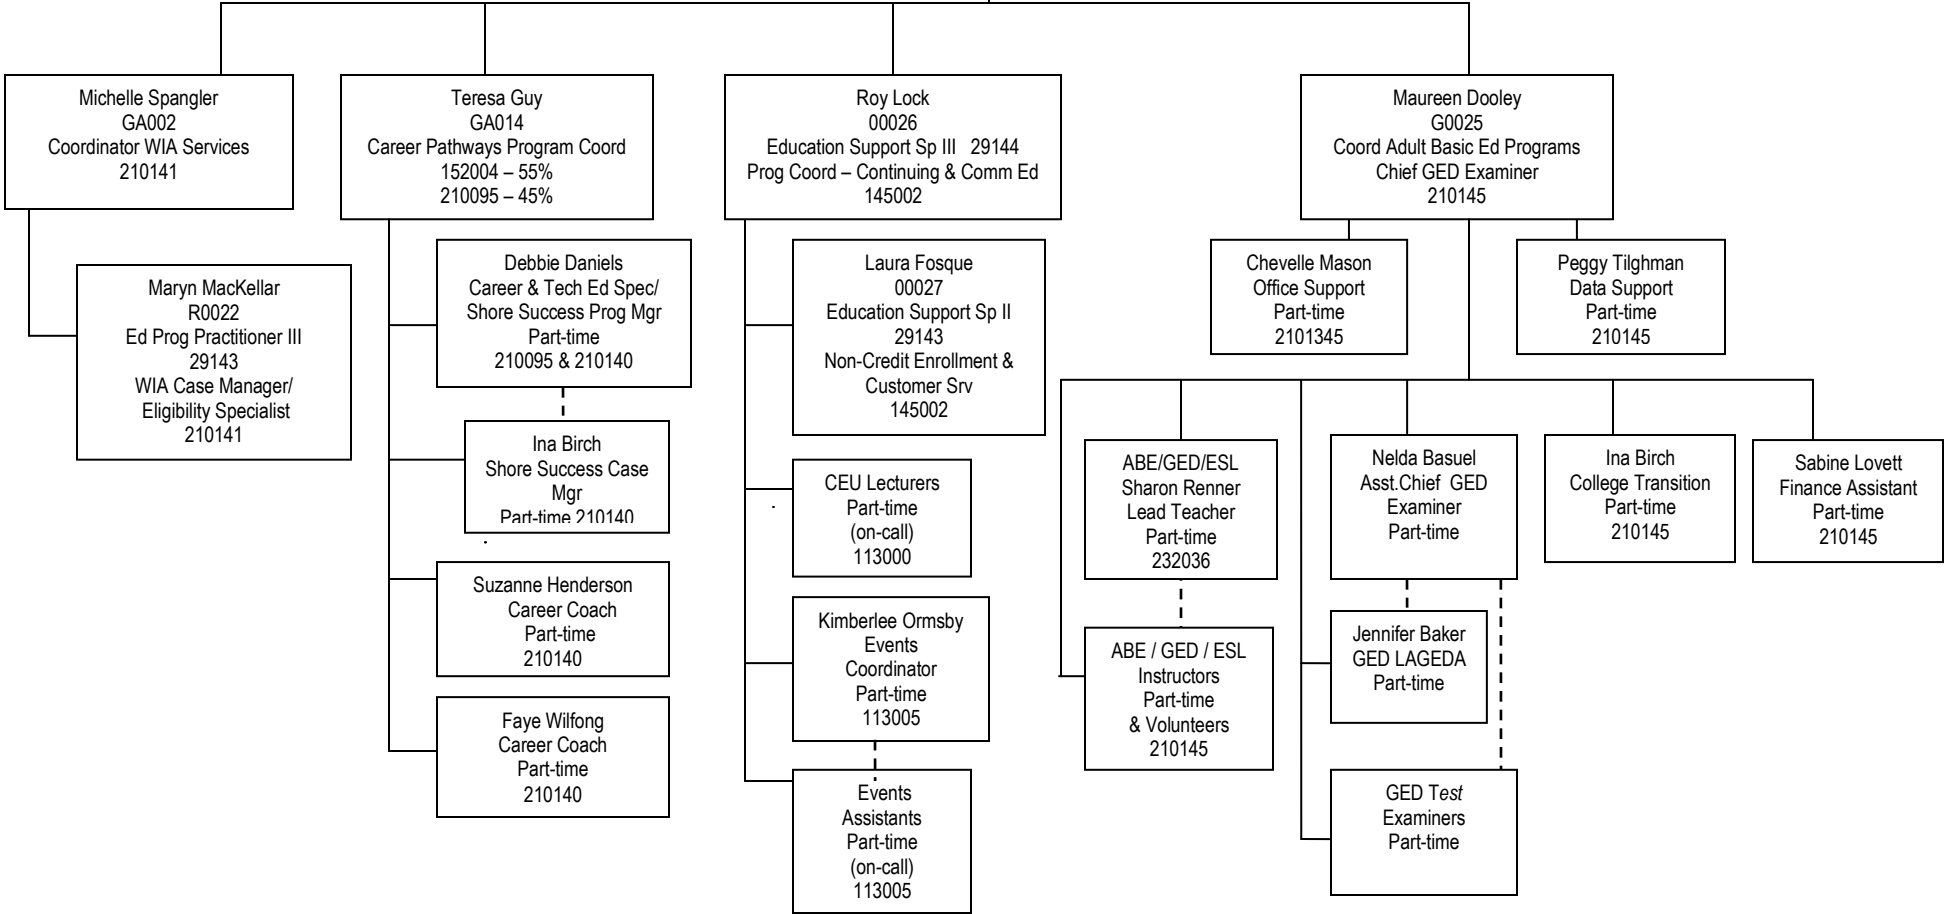 Michelle Spangler
GA002
Coordinator WIA Services
210141
Teresa Guy
GA014
Career Pathways Program Coord
152004 – 55%
210095 – 45%
Roy Lock
00026
Education Support Sp III 29144
Prog Coord – Continuing & Comm Ed
145002
Maureen Dooley
G0025
Coord Adult Basic Ed Programs
Chief GED Examiner
210145
Maryn MacKellar
R0022
Ed Prog Practitioner III
29143
WIA Case Manager/
Eligibility Specialist
210141
Debbie Daniels
Career & Tech Ed Spec/
Shore Success Prog Mgr
Part-time
210095 & 210140
Ina Birch
Shore Success Case
Mgr
Part-time 210140
Suzanne Henderson
Career Coach
Part-time
210140
Faye Wilfong
Career Coach
Part-time
210140
Laura Fosque
00027
Education Support Sp II
29143
Non-Credit Enrollment &
Customer Srv
145002
CEU Lecturers
Part-time
(on-call)
113000
Kimberlee Ormsby
Events
Coordinator
Part-time
113005
Events
Assistants
Part-time
(on-call)
113005
Chevelle Mason
Office Support
Part-time
2101345
Peggy Tilghman
Data Support
Part-time
210145
ABE/GED/ESL
Sharon Renner
Lead Teacher
Part-time
232036
ABE / GED / ESL
Instructors
Part-time
& Volunteers
210145
Nelda Basuel
Asst.Chief GED
Examiner
Part-time
Jennifer Baker
GED LAGEDA
Part-time
GED Test
Examiners
Part-time
Ina Birch
College Transition
Part-time
210145
Sabine Lovett
Finance Assistant
Part-time
210145